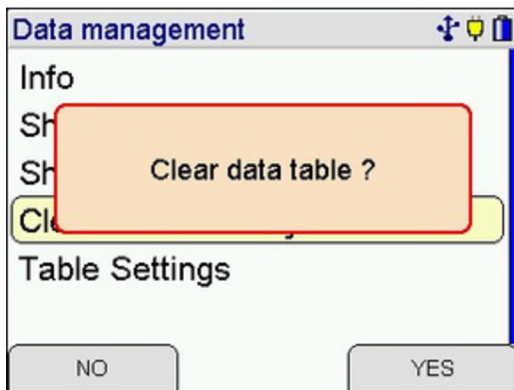 Data management
Info
Sh
Sh
Clear data table ?
Cl
Table Settings
NO
YES